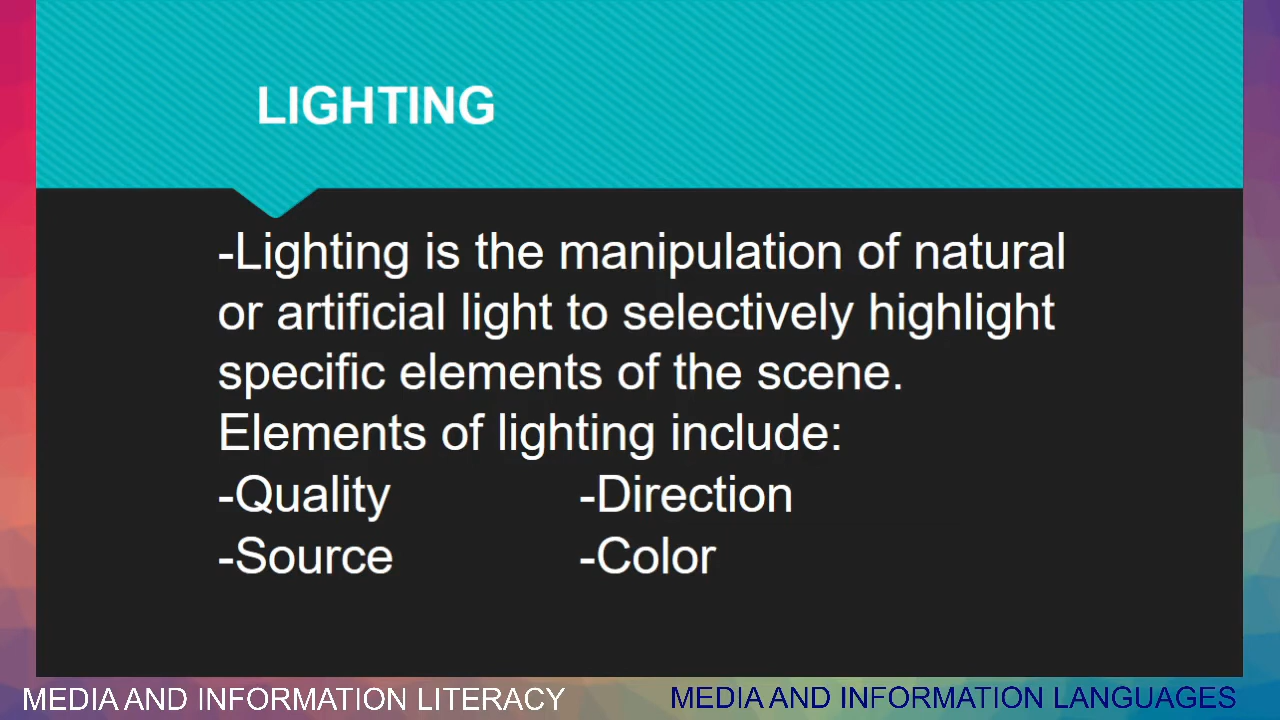 LIGHTING
-Lighting is the manipulation of natural
or artificial light to selectively highlight
specific elements of the scene.
Elements of lighting include:
-Quality -Direction
-Source -Color
MEDIA AND INFORMATION LITERACY
MEDIA AND INFORMATION LANGUAGES